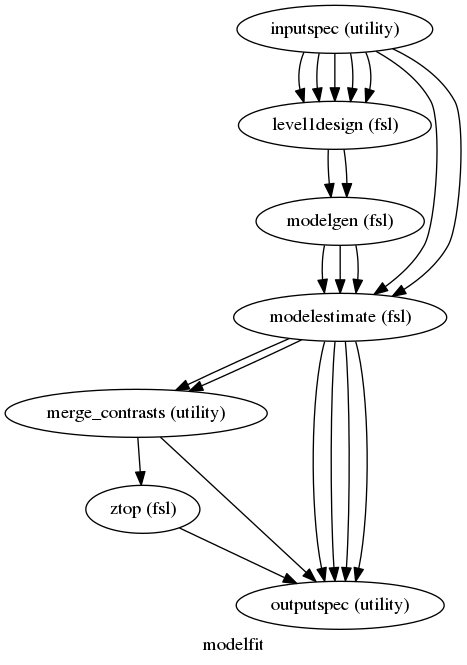 inputspec (utility)
level1design (fsl)
modelgen (fsl)
modelestimate (fsl)
merge_contrasts (utility)
ztop (fsl)
outputspec (utility)
modelfit